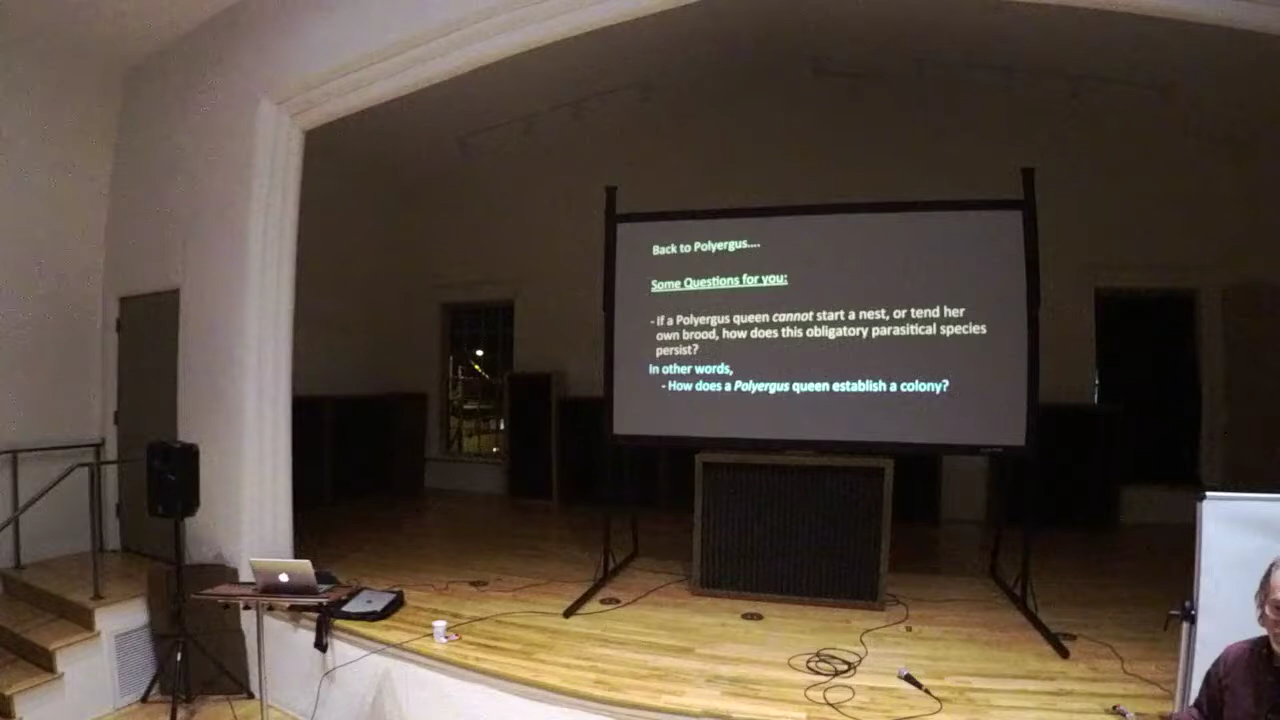 Back to Polyergus....
Some Questions for you:
- If a Polyergus queen cannot start a nest, or tend her
own brood, how does this obligatory parasitical species
persist?
In other words,
- How does a Polyergus queen establish a colony?